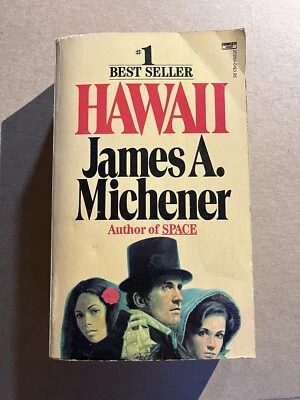 #1
BEST SELLER
HAWAII
James A.
Michener
Author of SPACE